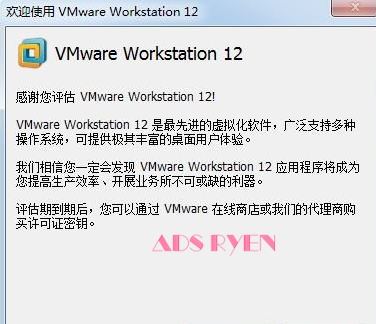 欢迎使用 VMware Workstation 12
VMware Workstation 12
感谢您评估 VMware Workstation 12!
VMware Workstation 12 是最先进的虚拟化软件，广泛支持多种
操作系统，可提供极其丰富的桌面用户体验。
我们相信您一定会发现 VMware Workstation 12 应用程序将成为
您提高生产效率、开展业务所不可或缺的利器。
评估期到期后，您可以通过 VMware 在线商店或我们的代理商购
买许可证密钥。
ADS RYEN